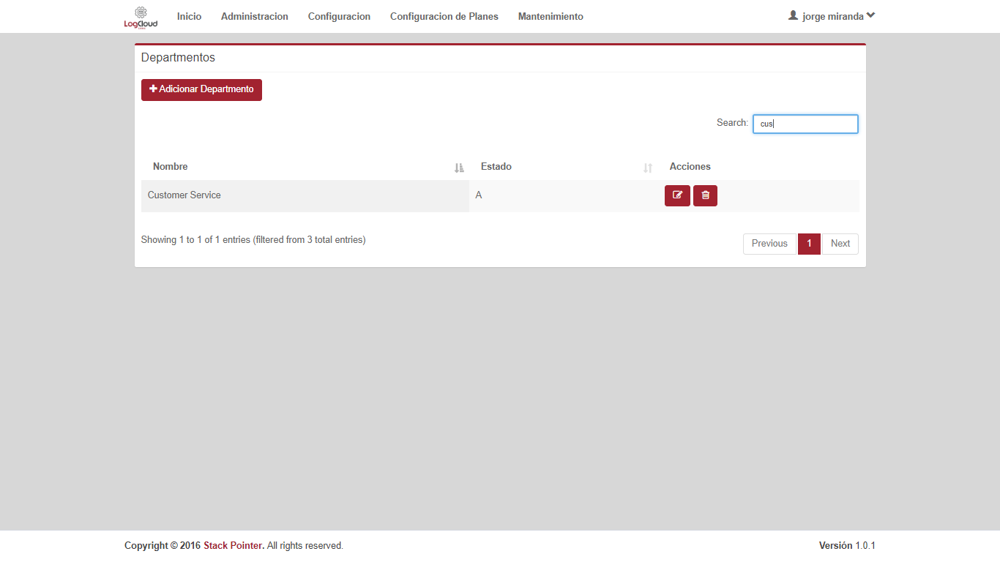 LogCloud Inicio Administracion Configuracion Configuracion de Planes Mantenimiento jorge miranda
Departmentos
Adicionar Departmento
Search: cus
Nombre Estado Acciones
Customer Service A
Showing 1 to 1 of 1 entries (filtered from 3 total entries) Previous 1 Next
Copyright © 2016 Stack Pointer. All rights reserved. Versión 1.0.1